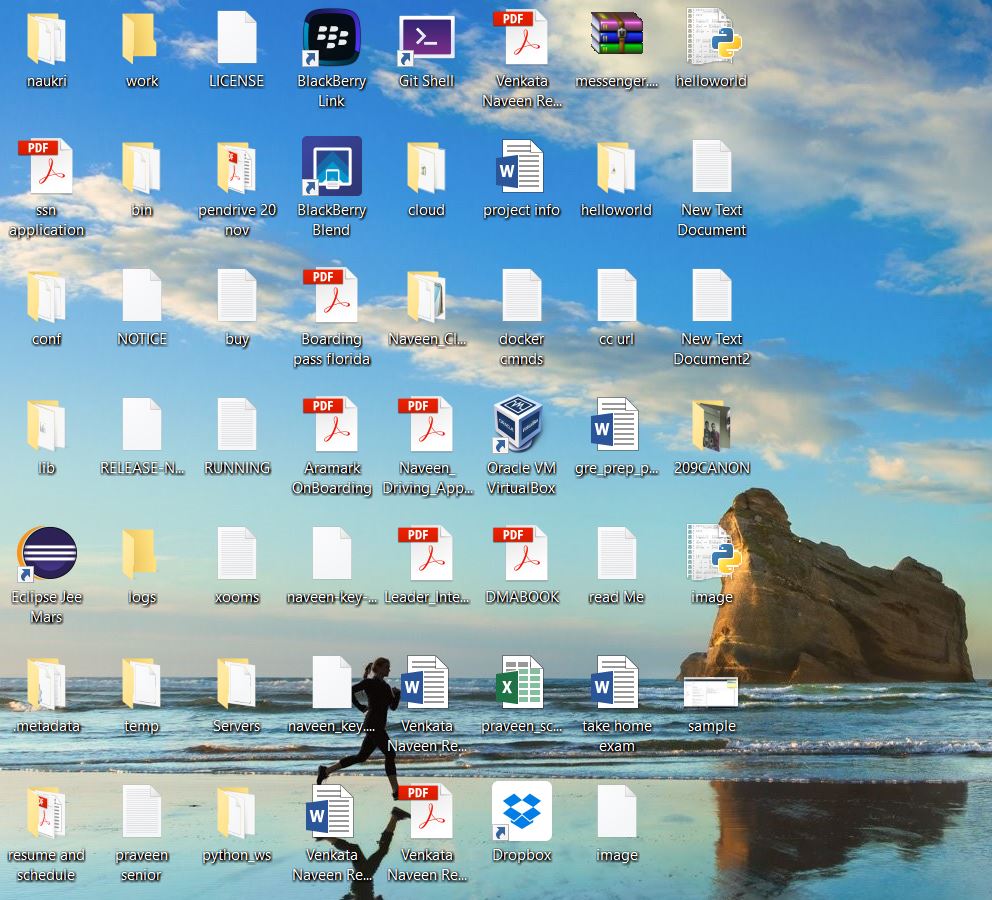 naukri
work
LICENSE
BlackBerry
Link
Git Shell
PDF
Venkata
Naveen Re...
messenger....
helloworld
PDF
ssn
application
bin
pendrive 20
nov
BlackBerry
Blend
cloud
W
project info
helloworld
New Text
Document
conf
NOTICE
buy
PDF
Boarding
pass florida
Naveen_Cl...
docker
cmnds
cc url
New Text
Document2
lib
RELEASE-N...
RUNNING
PDF
Aramark
OnBoarding
PDF
Naveen_
Driving_App...
Oracle VM
VirtualBox
W
gre_prep_p...
209CANON
Eclipse Jee
Mars
logs
xooms
naveen-key-...
PDF
Leader_Inte...
PDF
DMABOOK
read Me
image
.metadata
temp
Servers
naveen_key....
W
Venkata
Naveen Re...
X
praveen_sc...
W
take home
exam
sample
resume and
schedule
praveen
senior
python_ws
W
Venkata
Naveen Re...
PDF
Venkata
Naveen Re...
Dropbox
image